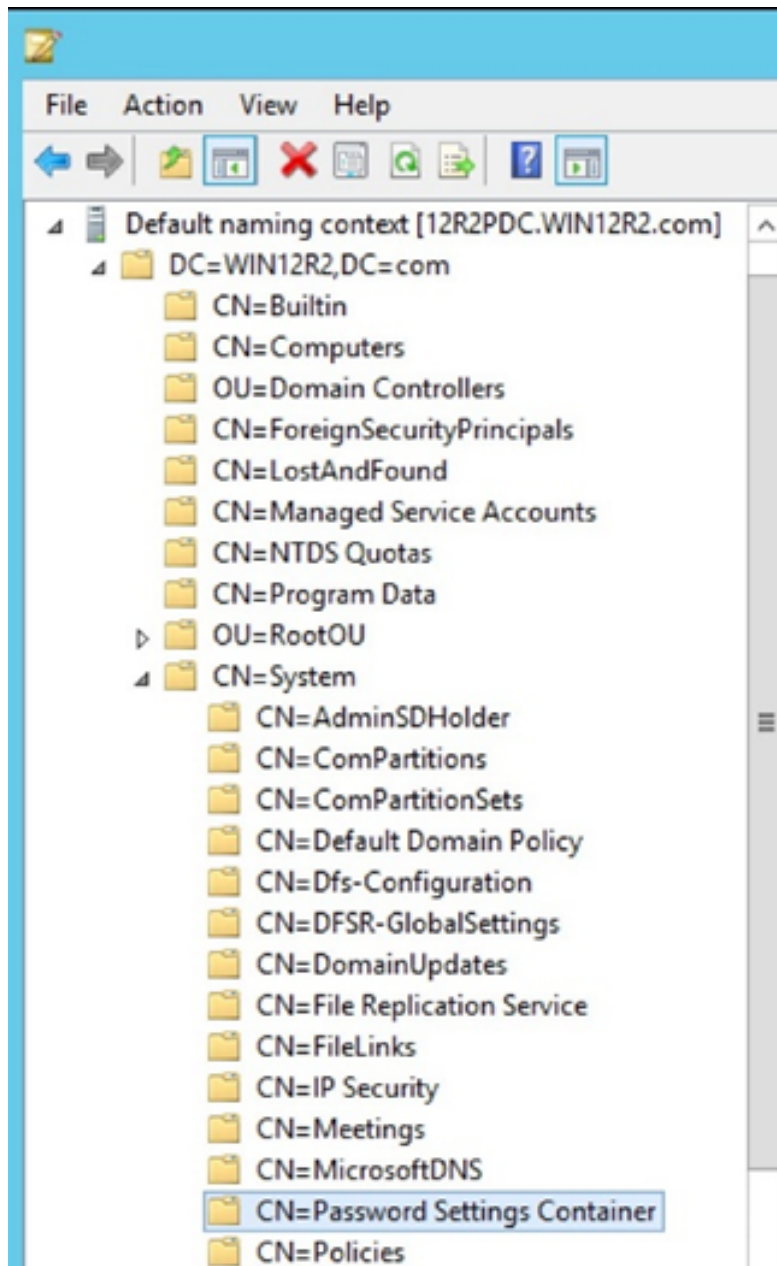 File Action View Help
Default naming context [12R2PDC.WIN12R2.com]
DC=WIN12R2,DC=com
CN=Builtin
CN=Computers
OU=Domain Controllers
CN=ForeignSecurityPrincipals
CN=LostAndFound
CN=Managed Service Accounts
CN=NTDS Quotas
CN=Program Data
OU=RootOU
CN=System
CN=AdminSDHolder
CN=ComPartitions
CN=ComPartitionSets
CN=Default Domain Policy
CN=Dfs-Configuration
CN=DFSR-GlobalSettings
CN=DomainUpdates
CN=File Replication Service
CN=FileLinks
CN=IP Security
CN=Meetings
CN=MicrosoftDNS
CN=Password Settings Container
CN=Policies